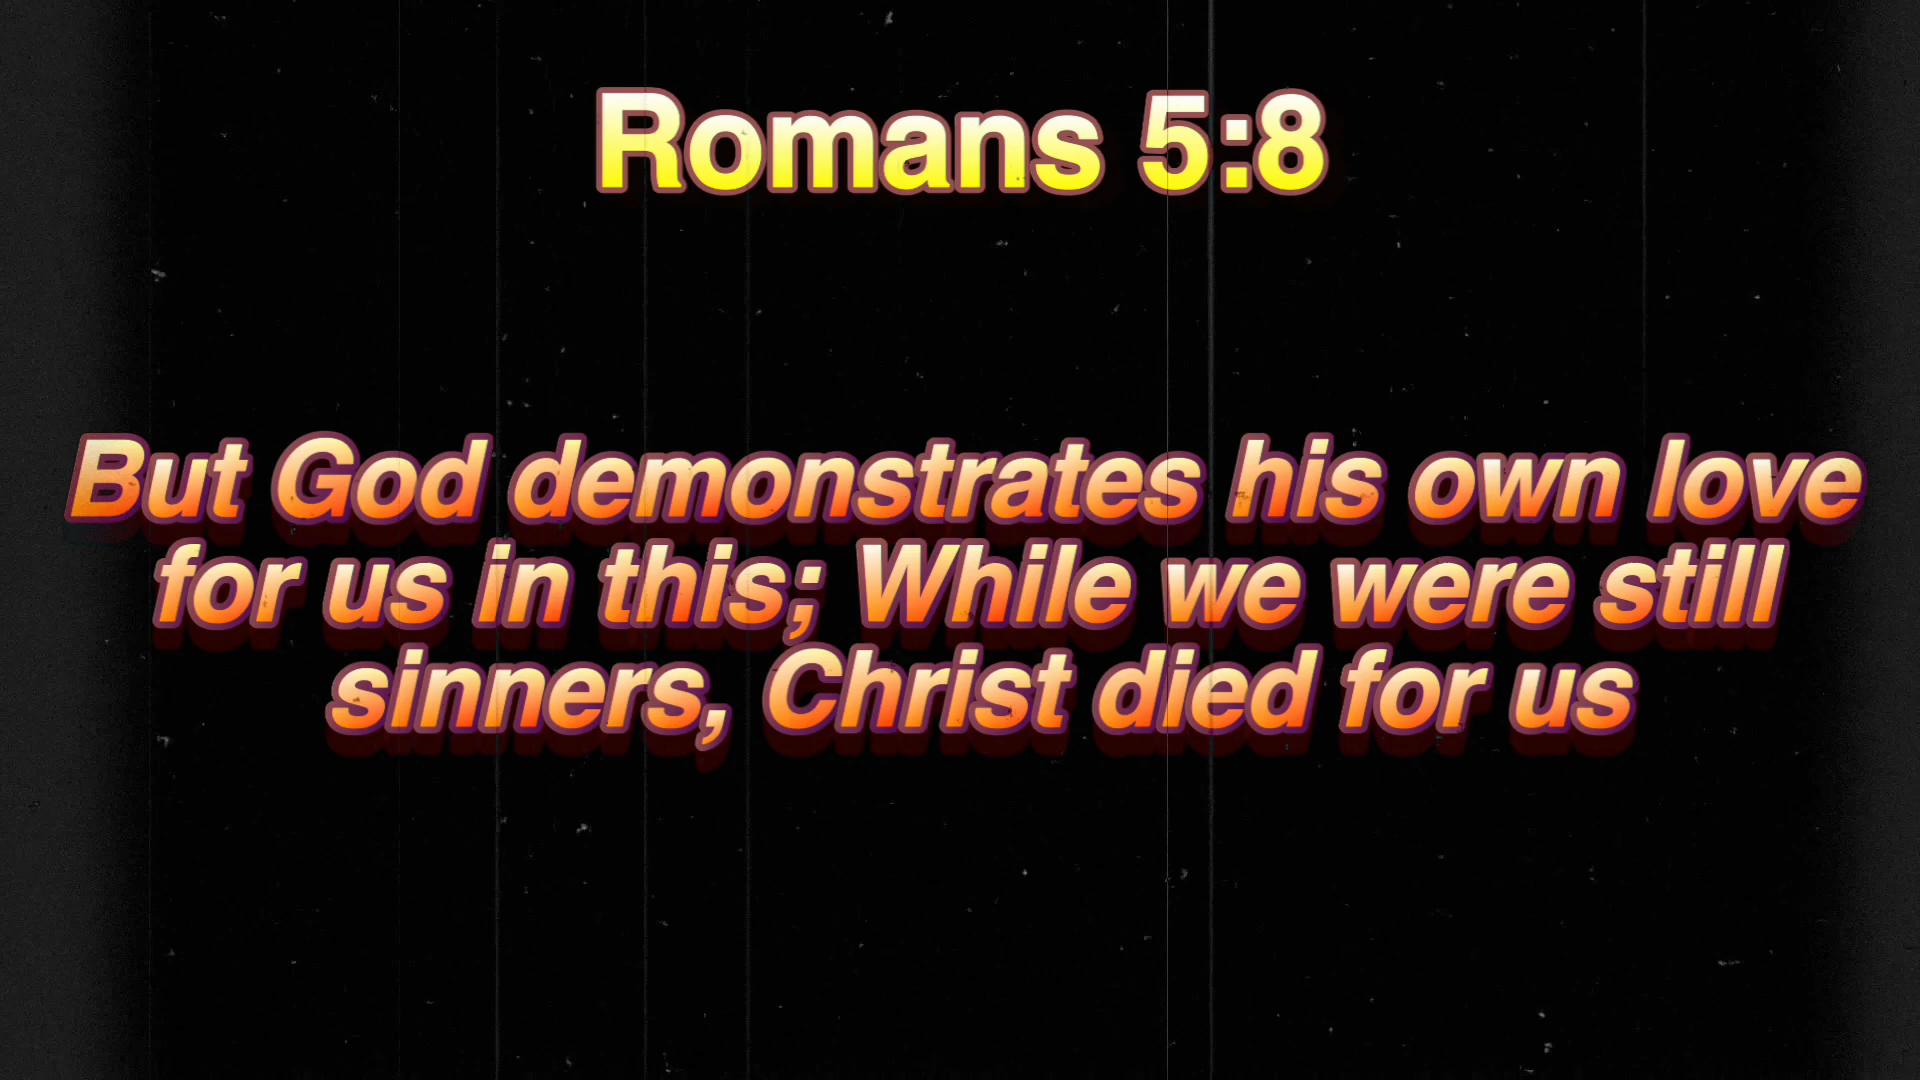 Romans 5:8
But God demonstrates his own love
for us in this; While we were still
sinners, Christ died for us